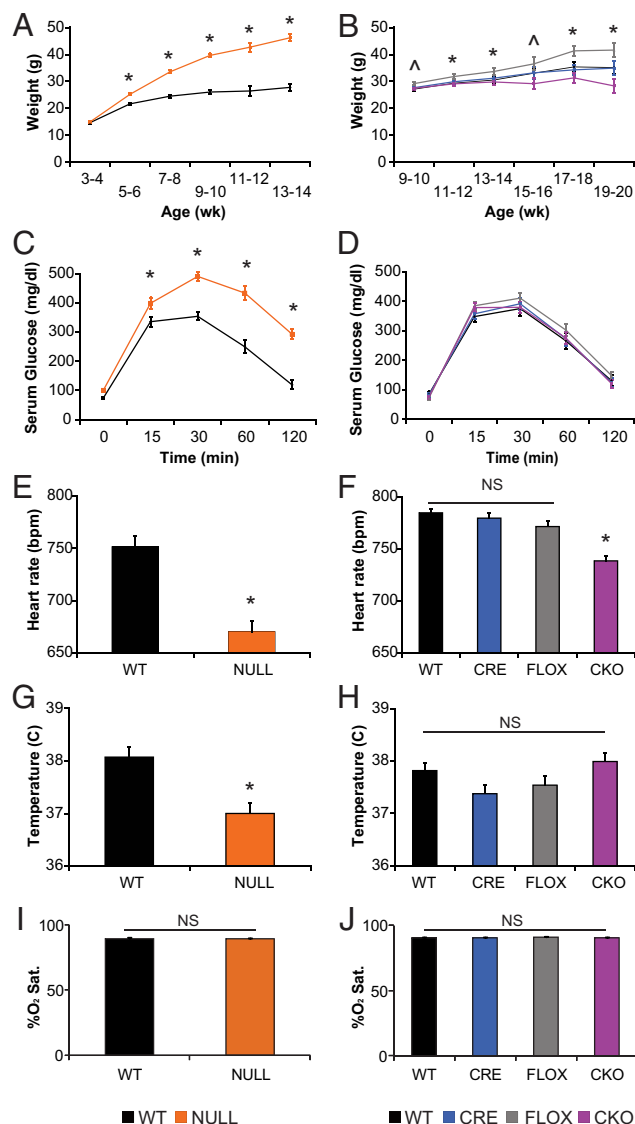 A
Weight (g)
50
40
30
20
10
0
* * * * *
3-4 5-6 7-8 9-10 11-12 13-14
Age (wk)
B
Weight (g)
50
40
30
20
10
0
^ * * ^ * *
9-10 11-12 13-14 15-16 17-18 19-20
Age (wk)
C
Serum Glucose (mg/dl)
500
400
300
200
100
0
* * * *
0 15 30 60 120
Time (min)
D
Serum Glucose (mg/dl)
500
400
300
200
100
0
0 15 30 60 120
Time (min)
E
Heart rate (bpm)
800
750
700
650
*
WT NULL
F
Heart rate (bpm)
800
750
700
650
NS
*
WT CRE FLOX CKO
G
Temperature (C)
39
38
37
36
*
WT NULL
H
Temperature (C)
39
38
37
36
NS
WT CRE FLOX CKO
I
%O₂ Sat.
100
50
0
NS
WT NULL
J
%O₂ Sat.
100
50
0
NS
WT CRE FLOX CKO
WT NULL
WT CRE FLOX CKO